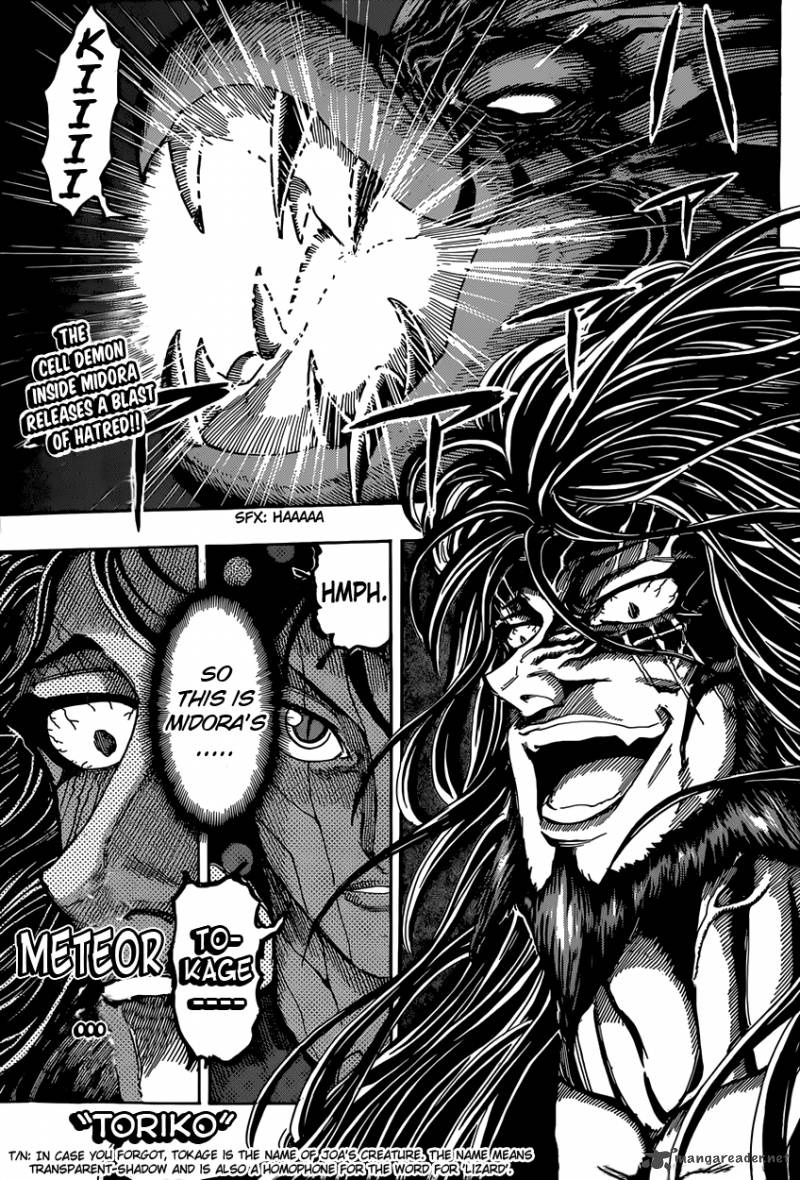 KIIII
THE
CELL DEMON
INSIDE MIDORA
RELEASES A BLAST
OF HATRED!!
SFX: HAAAAA
HMPH.
SO
THIS IS
MIDORA'S
.....
TO-
KAGE
----
METEOR
...
"TORIKO"
T/N: IN CASE YOU FORGOT, TOKAGE IS THE NAME OF JOA'S CREATURE. THE NAME MEANS
TRANSPARENT-SHADOW AND IS ALSO A HOMOPHONE FOR THE WORD FOR 'LIZARD'.
mangareader.net